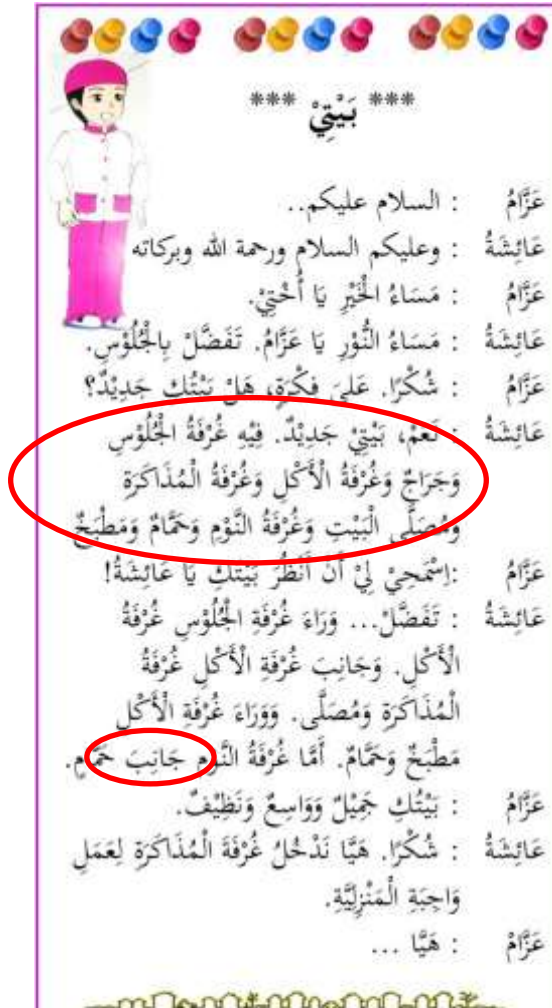 *** بَيْتِيْ ***
عَزَّامُ : السلام عليكم..
عَائِشَةُ : وعليكم السلام ورحمة الله وبركاته
عَزَّامُ : مَسَاءُ الْخَيْرِ يَا أُخْتِيْ.
عَائِشَةُ : مَسَاءُ النُّوْرِ يَا عَزَّامُ. تَفَضَّلْ بِالْجُلُوْسِ.
عَزَّامُ : شُكْرًا. عَلىَ فِكْرَةٍ، هَلْ بَيْتُكِ جَدِيْدٌ؟
عَائِشَةُ : نَعَمْ، بَيْتِيْ جَدِيْدٌ. فِيْهِ غُرْفَةُ الْجُلُوْسِ
وَجَرَاجٌ وَغُرْفَةُ الْأَكْلِ وَغُرْفَةُ الْمُذَاكَرَةِ
ومُصَلَّى الْبَيْتِ وَغُرْفَةُ النَّوْمِ وَحَمَّامٌ وَمَطْبَخٌ
عَزَّامُ :اِسْمَحِيْ لِيْ أَنْ أَنْظُرَ بَيْتَكِ يَا عَائِشَةُ!
عَائِشَةُ : تَفَضَّلْ... وَرَاءَ غُرْفَةِ الْجُلُوْسِ غُرْفَةُ
الْأَكْلِ. وَجَانِبَ غُرْفَةِ الْأَكْلِ غُرْفَةُ
الْمُذَاكَرَةِ وَمُصَلَّى. وَوَرَاءَ غُرْفَةِ الْأَكْلِ
مَطْبَخٌ وَحَمَّامٌ. أَمَّا غُرْفَةُ النَّوْمِ جَانِبَ حَمَّامٍ.
عَزَّامُ : بَيْتُكِ جَمِيْلٌ وَوَاسِعٌ وَنَظِيْفٌ.
عَائِشَةُ : شُكْرًا. هَيَّا نَدْخُلُ غُرْفَةَ الْمُذَاكَرَةِ لِعَمَلِ
وَاجِبَةِ الْمَنْزِلِيَّةِ.
عَزَّامْ : هَيَّا ...